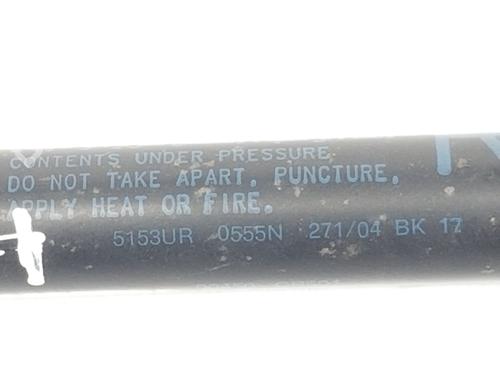 CONTENTS UNDER PRESSURE
DO NOT TAKE APART, PUNCTURE,
APPLY HEAT OR FIRE.
5153UR 0555N 271/04 BK 17